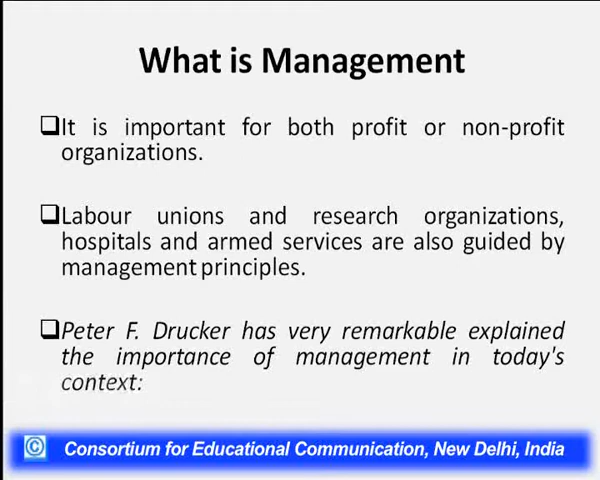 What is Management
❑It is important for both profit or non-profit
organizations.
❑Labour unions and research organizations,
hospitals and armed services are also guided by
management principles.
❑Peter F. Drucker has very remarkable explained
the importance of management in today's
context:
© Consortium for Educational Communication, New Delhi, India